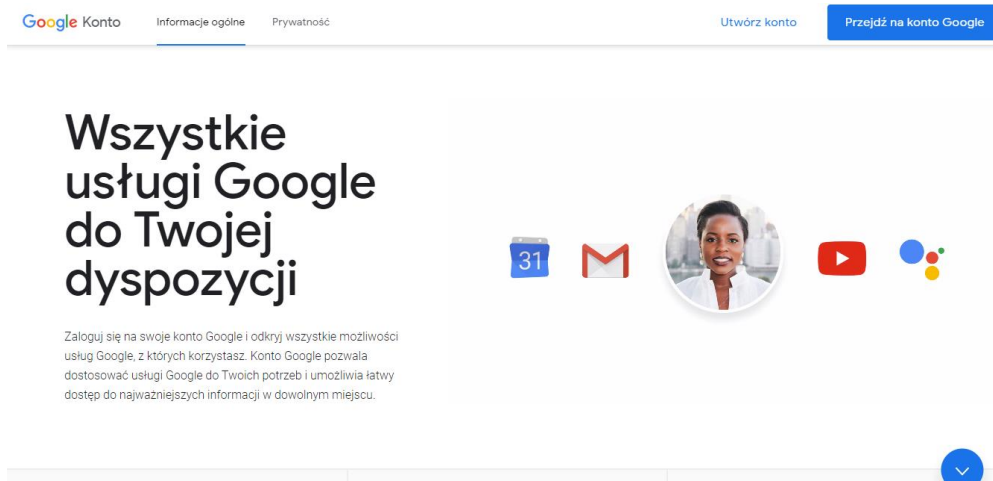 Google Konto
Informacje ogólne
Prywatność
Utwórz konto
Przejdź na konto Google
Wszystkie
usługi Google
do Twojej
dyspozycji
31
Zaloguj się na swoje konto Google i odkryj wszystkie możliwości
usług Google, z których korzystasz. Konto Google pozwala
dostosować usługi Google do Twoich potrzeb i umożliwia łatwy
dostęp do najważniejszych informacji w dowolnym miejscu.